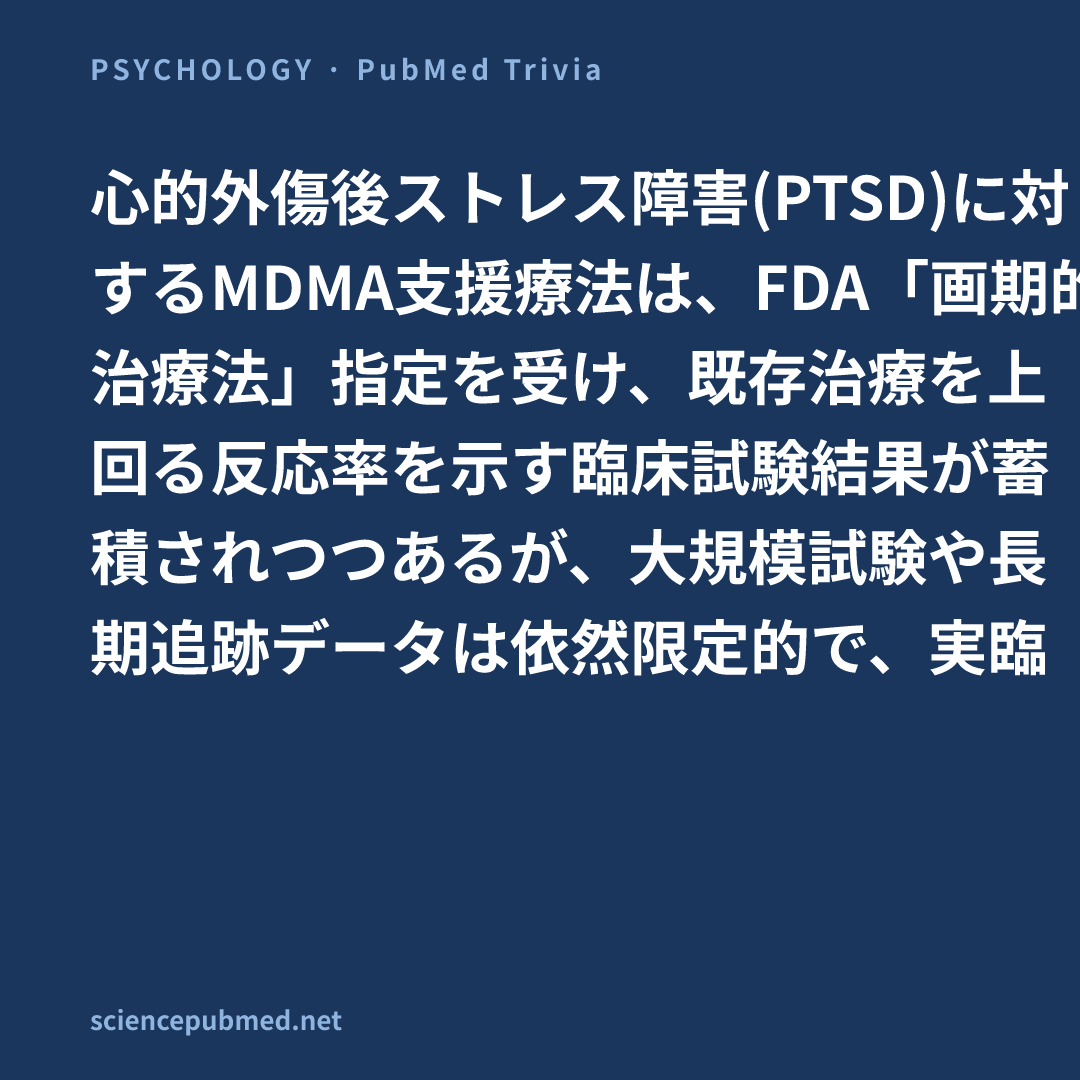 PSYCHOLOGY · PubMed Trivia
心的外傷後ストレス障害(PTSD)に対
するMDMA支援療法は、FDA「画期的
治療法」指定を受け、既存治療を上
回る反応率を示す臨床試験結果が蓄
積されつつあるが、大規模試験や長
期追跡データは依然限定的で、実臨
sciencepubmed.net